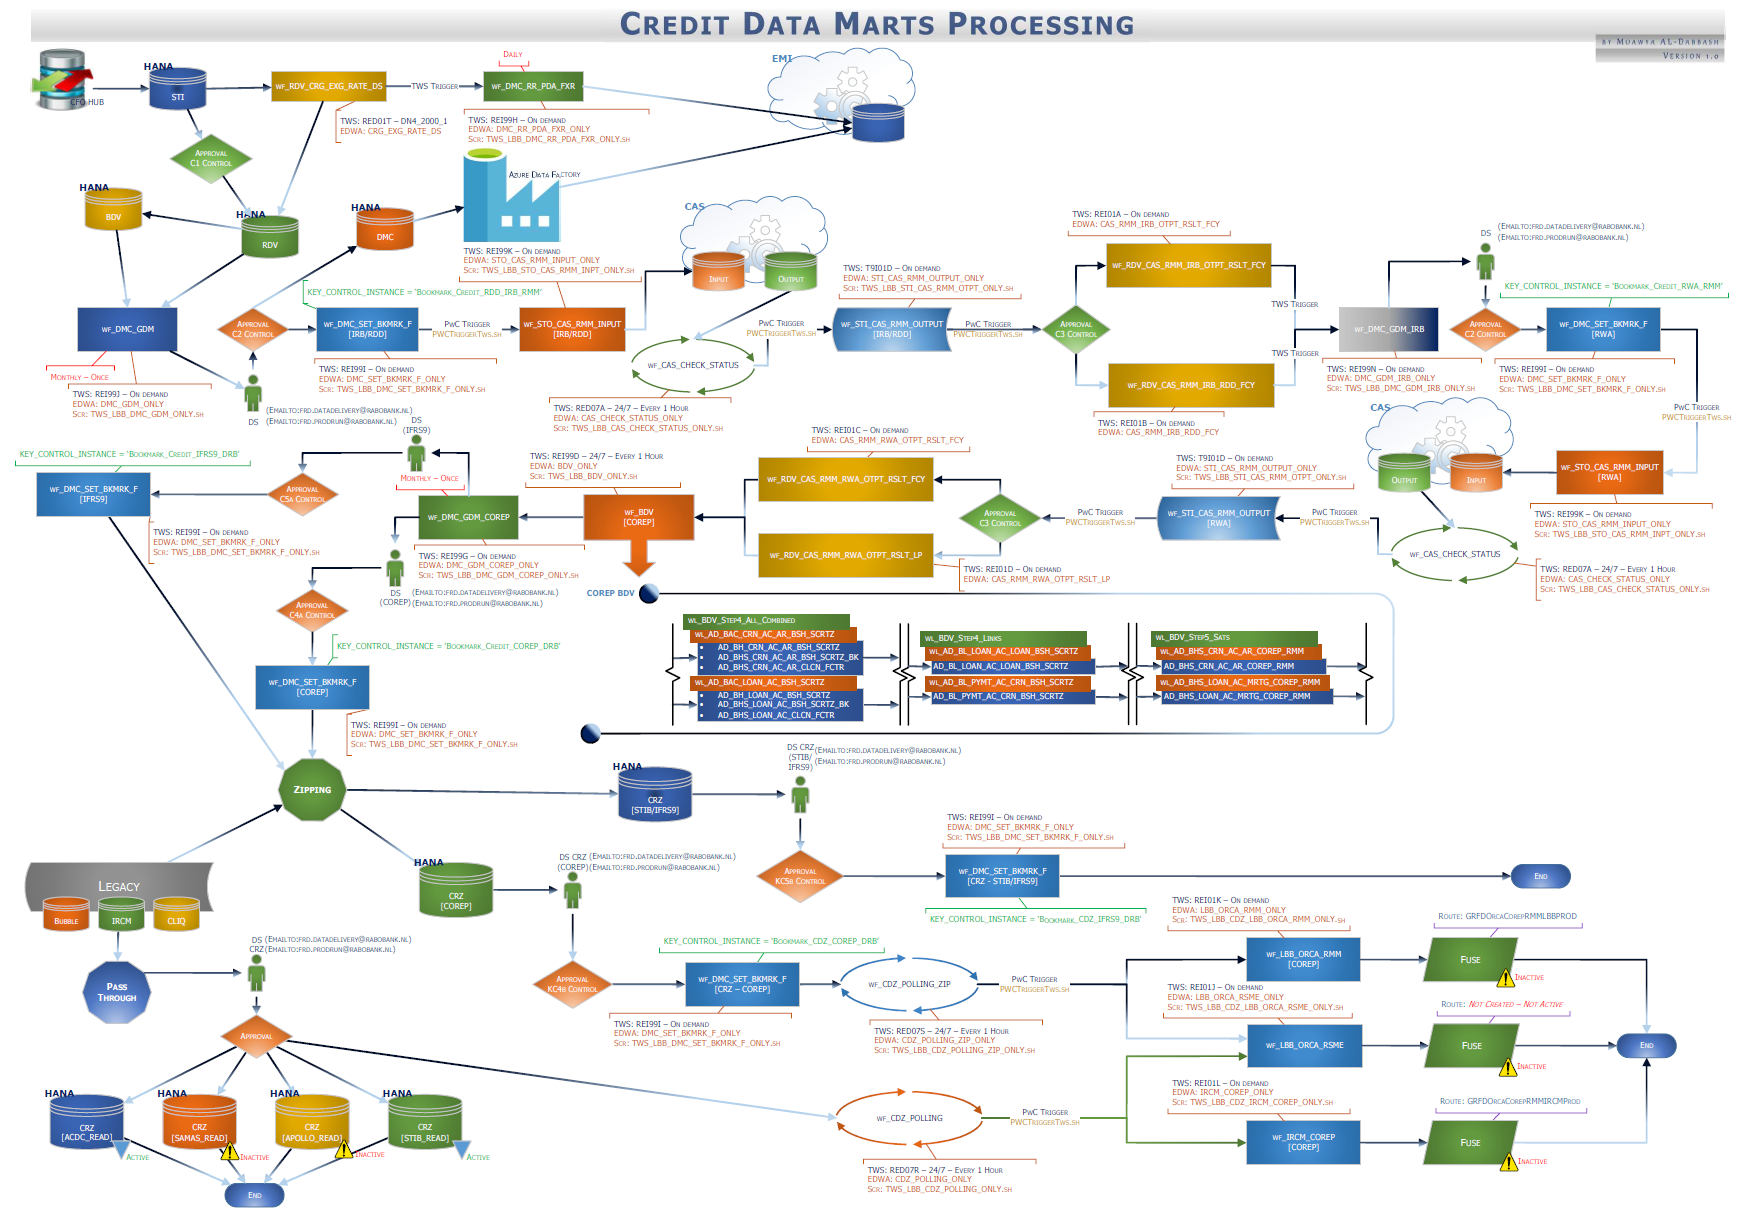 Credit Data Marts Processing
by Muawya AL-Dabbash
Version 1.0
CFO HUB
HANA
STI
wf_RDV_CRG_EXG_RATE_DS
TWS Trigger
Daily
wf_DMC_RR_PDA_FXR
EMI
TWS: RED01T – DN4_2000_1
EDWA: CRG_EXG_RATE_DS
TWS: REI99H – On demand
EDWA: DMC_RR_PDA_FXR_ONLY
Scr: TWS_LBB_DMC_RR_PDA_FXR_ONLY.sh
Approval
C1 Control
Azure Data Factory
HANA
BDV
HANA
RDV
HANA
DMC
TWS: REI99K – On demand
EDWA: STO_CAS_RMM_INPUT_ONLY
Scr: TWS_LBB_STO_CAS_RMM_INPT_ONLY.sh
CAS
Input
Output
TWS: T9I01D – On demand
EDWA: STI_CAS_RMM_OUTPUT_ONLY
Scr: TWS_LBB_STI_CAS_RMM_OPTT_ONLY.sh
TWS: REI01A – On demand
EDWA: CAS_RMM_IRB_OTPT_RSLT_FCY
wf_RDV_CAS_RMM_IRB_OTPT_RSLT_FCY
DS
(Emailto:frd.datadelivery@rabobank.nl)
(Emailto:frd.prodrun@rabobank.nl)
KEY_CONTROL_INSTANCE = 'Bookmark_Credit_RDD_IRB_RMM'
KEY_CONTROL_INSTANCE = 'Bookmark_Credit_RWA_RMM'
wf_DMC_GDM
Approval
C2 Control
wf_DMC_SET_BKMRK_F
[IRB/RDD]
PwC Trigger
PWCTriggerTws.sh
wf_STO_CAS_RMM_INPUT
[IRB/RDD]
wf_CAS_CHECK_STATUS
PwC Trigger
PWCTriggerTws.sh
wf_STI_CAS_RMM_OUTPUT
[IRB/RDD]
PwC Trigger
PWCTriggerTws.sh
Approval
C3 Control
TWS Trigger
TWS Trigger
wf_DMC_GDM_IRB
Approval
C2 Control
wf_DMC_SET_BKMRK_F
[RWA]
Monthly – Once
TWS: REI99J – On demand
EDWA: DMC_GDM_ONLY
Scr: TWS_LBB_DMC_GDM_ONLY.sh
DS
(Emailto:frd.datadelivery@rabobank.nl)
(Emailto:frd.prodrun@rabobank.nl)
TWS: REI99I – On demand
EDWA: DMC_SET_BKMRK_F_ONLY
Scr: TWS_LBB_DMC_SET_BKMRK_F_ONLY.sh
TWS: RED07A – 24/7 – Every 1 Hour
EDWA: CAS_CHECK_STATUS_ONLY
Scr: TWS_LBB_CAS_CHECK_STATUS_ONLY.sh
wf_RDV_CAS_RMM_IRB_RDD_FCY
TWS: REI01B – On demand
EDWA: CAS_RMM_IRB_RDD_FCY
TWS: REI99N – On demand
EDWA: DMC_GDM_IRB_ONLY
Scr: TWS_LBB_DMC_GDM_IRB_ONLY.sh
TWS: REI99I – On demand
EDWA: DMC_SET_BKMRK_F_ONLY
Scr: TWS_LBB_DMC_SET_BKMRK_F_ONLY.sh
PwC Trigger
PWCTriggerTws.sh
DS
(IFRS9)
KEY_CONTROL_INSTANCE = 'Bookmark_Credit_IFRS9_DRB'
wf_DMC_SET_BKMRK_F
[IFRS9]
Approval
C5a Control
Monthly – Once
wf_DMC_GDM_COREP
TWS: REI99D – 24/7 – Every 1 Hour
EDWA: BDV_ONLY
Scr: TWS_LBB_BDV_ONLY.sh
wf_BDV
[COREP]
TWS: REI01C – On demand
EDWA: CAS_RMM_RWA_OTPT_RSLT_FCY
wf_RDV_CAS_RMM_RWA_OTPT_RSLT_FCY
wf_RDV_CAS_RMM_RWA_OTPT_RSLT_LP
TWS: REI01D – On demand
EDWA: CAS_RMM_RWA_OTPT_RSLT_LP
Approval
C3 Control
PwC Trigger
PWCTriggerTws.sh
TWS: T9I01D – On demand
EDWA: STI_CAS_RMM_OUTPUT_ONLY
Scr: TWS_LBB_STI_CAS_RMM_OPTT_ONLY.sh
wf_STI_CAS_RMM_OUTPUT
[RWA]
PwC Trigger
PWCTriggerTws.sh
CAS
Output
Input
wf_STO_CAS_RMM_INPUT
[RWA]
TWS: REI99K – On demand
EDWA: STO_CAS_RMM_INPUT_ONLY
Scr: TWS_LBB_STO_CAS_RMM_INPT_ONLY.sh
wf_CAS_CHECK_STATUS
TWS: RED07A – 24/7 – Every 1 Hour
EDWA: CAS_CHECK_STATUS_ONLY
Scr: TWS_LBB_CAS_CHECK_STATUS_ONLY.sh
TWS: REI99I – On demand
EDWA: DMC_SET_BKMRK_F_ONLY
Scr: TWS_LBB_DMC_SET_BKMRK_F_ONLY.sh
TWS: REI99G – On demand
EDWA: DMC_GDM_COREP_ONLY
Scr: TWS_LBB_DMC_GDM_COREP_ONLY.sh
DS
(COREP)
(Emailto:frd.datadelivery@rabobank.nl)
(Emailto:frd.prodrun@rabobank.nl)
Approval
C4a Control
KEY_CONTROL_INSTANCE = 'Bookmark_Credit_COREP_DRB'
wf_DMC_SET_BKMRK_F
[COREP]
TWS: REI99I – On demand
EDWA: DMC_SET_BKMRK_F_ONLY
Scr: TWS_LBB_DMC_SET_BKMRK_F_ONLY.sh
COREP BDV
wl_BDV_Step4_All_Combined
wl_AD_BAC_CRN_AC_AR_BSH_SCRTZ
• AD_BH_CRN_AC_AR_BSH_SCRTZ
• AD_BHS_CRN_AC_AR_BSH_SCRTZ_BK
• AD_BHS_CRN_AC_AR_CLCN_FCTR
wl_AD_BAC_LOAN_AC_BSH_SCRTZ
• AD_BH_LOAN_AC_BSH_SCRTZ
• AD_BHS_LOAN_AC_BSH_SCRTZ_BK
• AD_BHS_LOAN_AC_CLCN_FCTR
wl_BDV_Step4_Links
wl_AD_BL_LOAN_AC_LOAN_BSH_SCRTZ
AD_BL_LOAN_AC_LOAN_BSH_SCRTZ
wl_AD_BL_PYMT_AC_CRN_BSH_SCRTZ
AD_BL_PYMT_AC_CRN_BSH_SCRTZ
wl_BDV_Step5_Sats
wl_AD_BHS_CRN_AC_AR_COREP_RMM
AD_BHS_CRN_AC_AR_COREP_RMM
wl_AD_BHS_LOAN_AC_MRTG_COREP_RMM
AD_BHS_LOAN_AC_MRTG_COREP_RMM
Zipping
HANA
CRZ
[STIB/IFRS9]
DS CRZ
(STIB/
IFRS9)
(Emailto:frd.datadelivery@rabobank.nl)
(Emailto:frd.prodrun@rabobank.nl)
Approval
KC5b Control
TWS: REI99I – On demand
EDWA: DMC_SET_BKMRK_F_ONLY
Scr: TWS_LBB_DMC_SET_BKMRK_F_ONLY.sh
wf_DMC_SET_BKMRK_F
[CRZ - STIB/IFRS9]
KEY_CONTROL_INSTANCE = 'Bookmark_CDZ_IFRS9_DRB'
End
Legacy
Bubble
IRCM
CLIQ
HANA
CRZ
[COREP]
DS CRZ
(COREP)
(Emailto:frd.datadelivery@rabobank.nl)
(Emailto:frd.prodrun@rabobank.nl)
Approval
KC4b Control
KEY_CONTROL_INSTANCE = 'Bookmark_CDZ_COREP_DRB'
wf_DMC_SET_BKMRK_F
[CRZ – COREP]
TWS: REI99I – On demand
EDWA: DMC_SET_BKMRK_F_ONLY
Scr: TWS_LBB_DMC_SET_BKMRK_F_ONLY.sh
wf_CDZ_POLLING_ZIP
TWS: RED07S – 24/7 – Every 1 Hour
EDWA: CDZ_POLLING_ZIP_ONLY
Scr: TWS_LBB_CDZ_POLLING_ZIP_ONLY.sh
PwC Trigger
PWCTriggerTws.sh
TWS: REI01K – On demand
EDWA: LBB_ORCA_RMM_ONLY
Scr: TWS_LBB_CDZ_LBB_ORCA_RMM_ONLY.sh
wf_LBB_ORCA_RMM
[COREP]
Route: GRFDOrcaCorepRMMLBBPROD
Fuse
Inactive
TWS: REI01J – On demand
EDWA: LBB_ORCA_RSME_ONLY
Scr: TWS_LBB_CDZ_LBB_ORCA_RSME_ONLY.sh
wf_LBB_ORCA_RSME
Route: Not Created – Not Active
Fuse
Inactive
End
Pass
Through
DS
CRZ
(Emailto:frd.datadelivery@rabobank.nl)
(Emailto:frd.prodrun@rabobank.nl)
Approval
HANA
CRZ
[ACDC_READ]
Active
HANA
CRZ
[SAMAS_READ]
Inactive
HANA
CRZ
[APOLLO_READ]
Inactive
HANA
CRZ
[STIB_READ]
Active
End
wf_CDZ_POLLING
TWS: RED07R – 24/7 – Every 1 Hour
EDWA: CDZ_POLLING_ONLY
Scr: TWS_LBB_CDZ_POLLING_ONLY.sh
PwC Trigger
PWCTriggerTws.sh
TWS: REI01L – On demand
EDWA: IRCM_COREP_ONLY
Scr: TWS_LBB_CDZ_IRCM_COREP_ONLY.sh
wf_IRCM_COREP
[COREP]
Route: GRFDOrcaCorepRMMIRCMProd
Fuse
Inactive